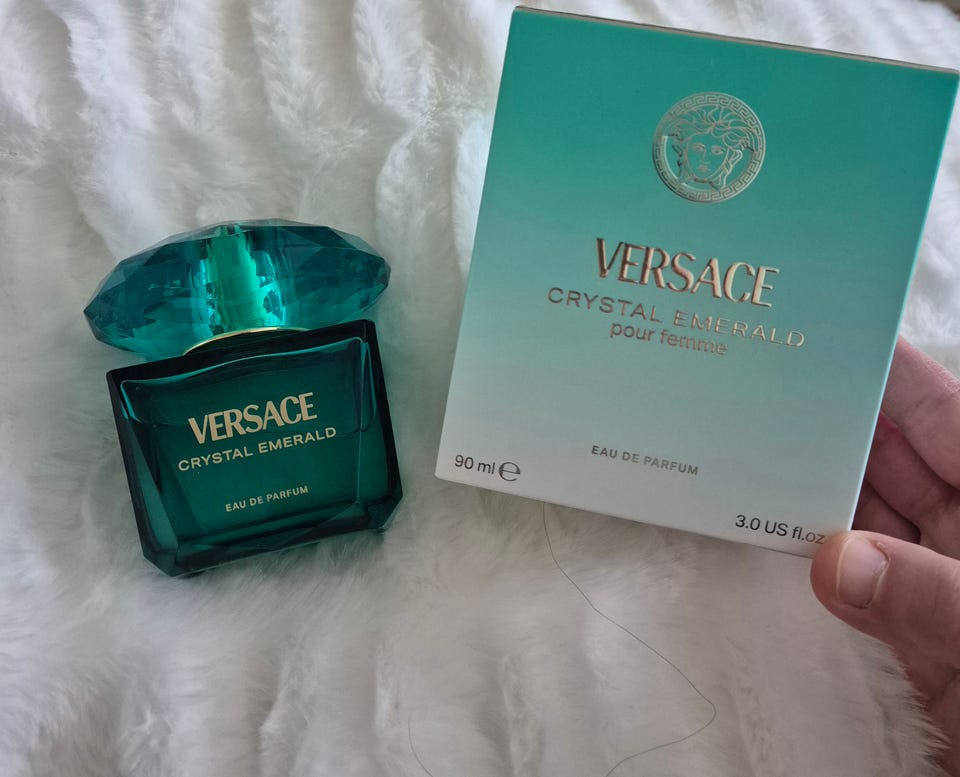 VERSACE
CRYSTAL EMERALD
EAU DE PARFUM
VERSACE
CRYSTAL EMERALD
pour femme
EAU DE PARFUM
90 ml ℮
3.0 US fl.oz